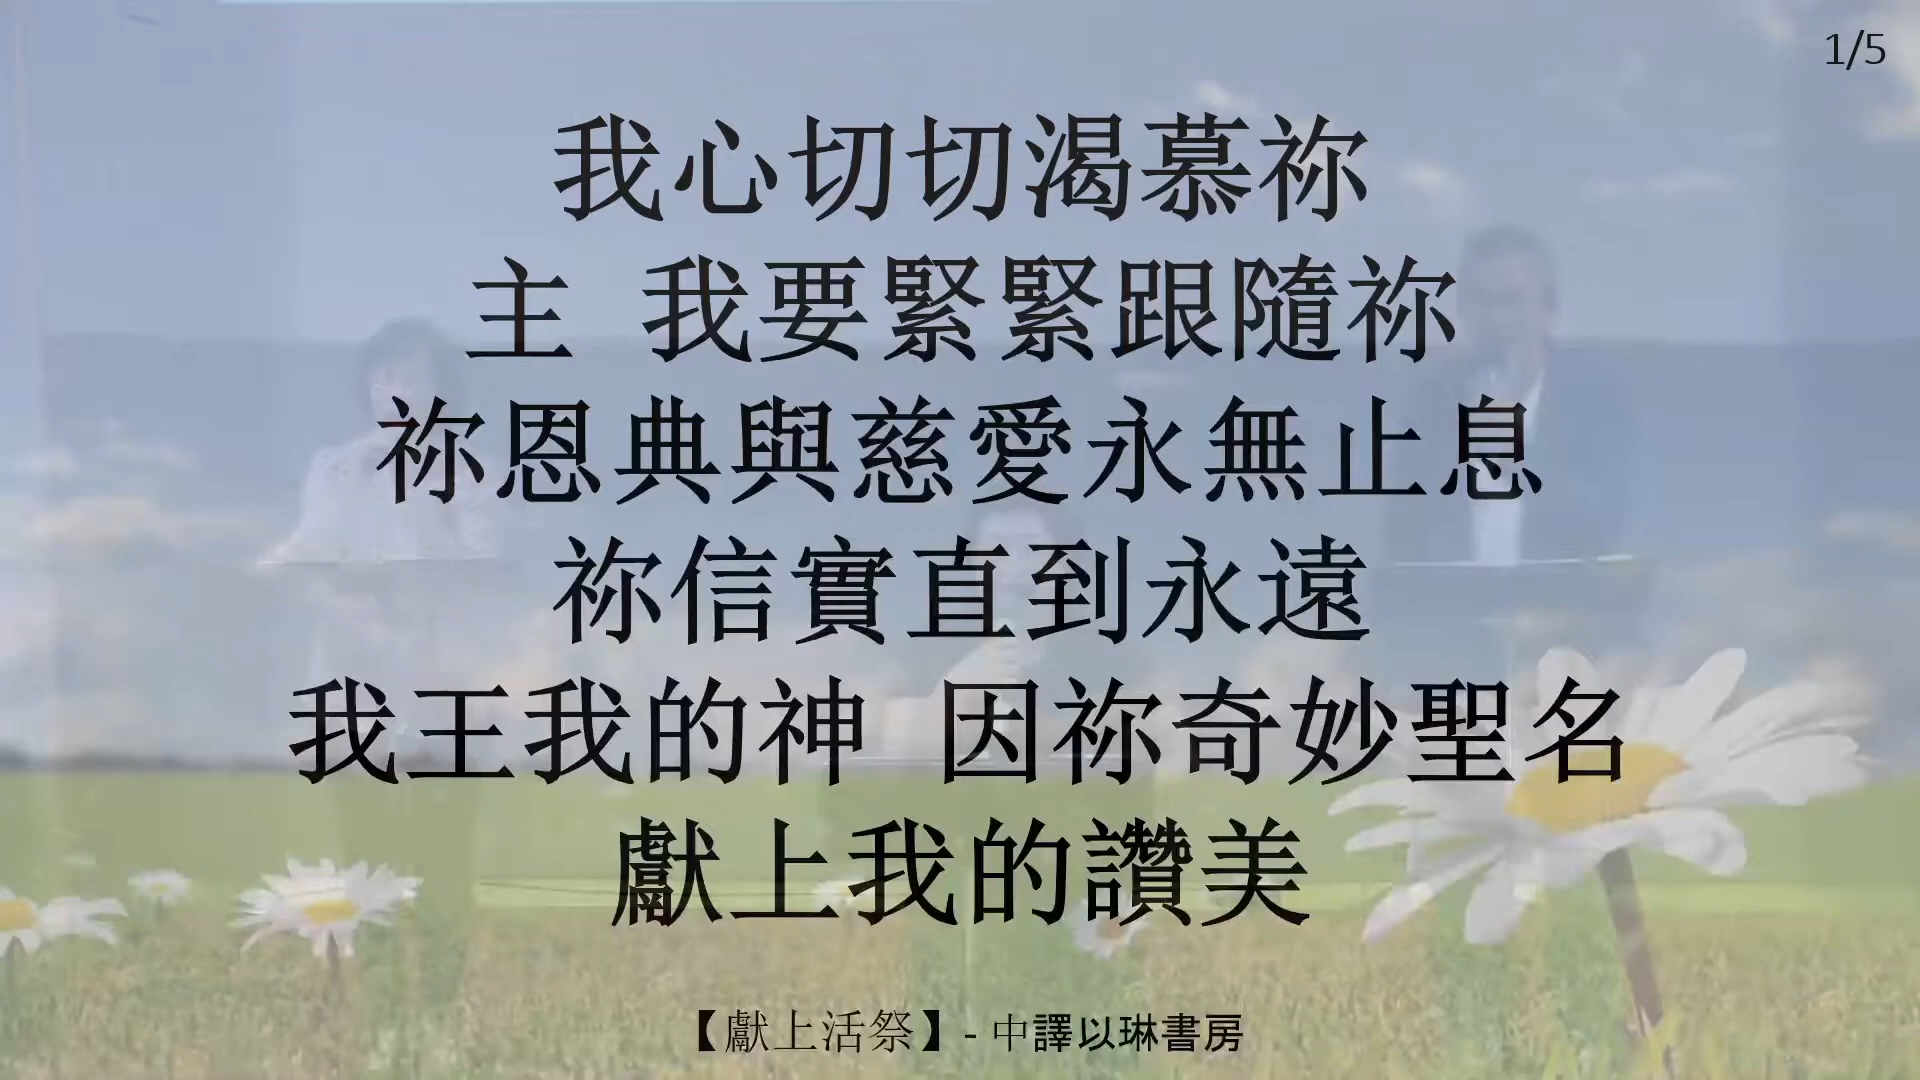 1/5
我心切切渴慕祢
主 我要緊緊跟隨祢
祢恩典與慈愛永無止息
祢信實直到永遠
我王我的神 因祢奇妙聖名
獻上我的讚美
【獻上活祭】- 中譯以琳書房